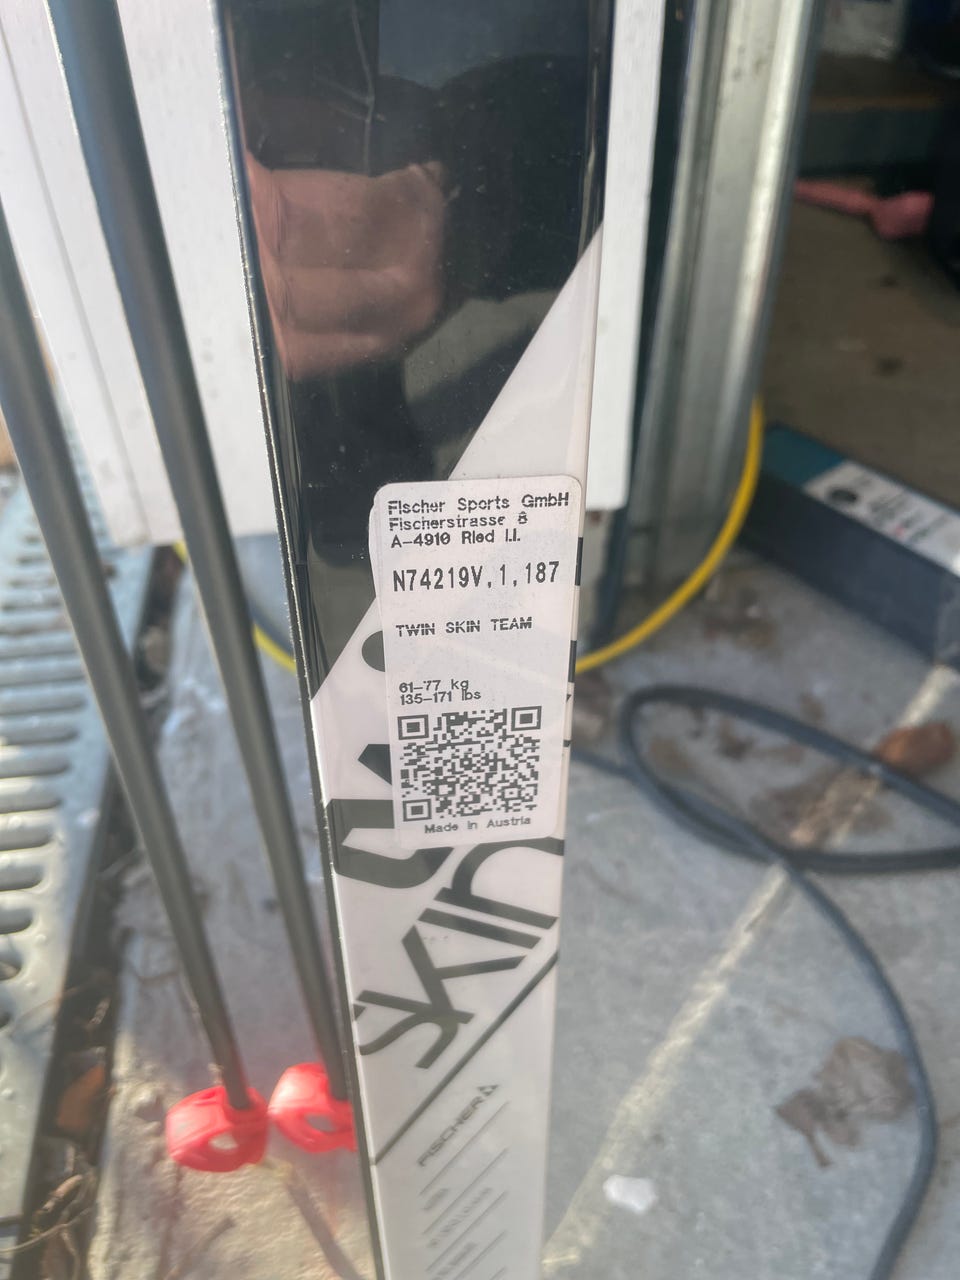 Fischer Sports GmbH
Fischerstrasse 8
A-4910 Ried I.I.
N74219V,1,187
TWIN SKIN TEAM
61-77 kg
135-171 lbs
Made in Austria
SKIN
FISCHER